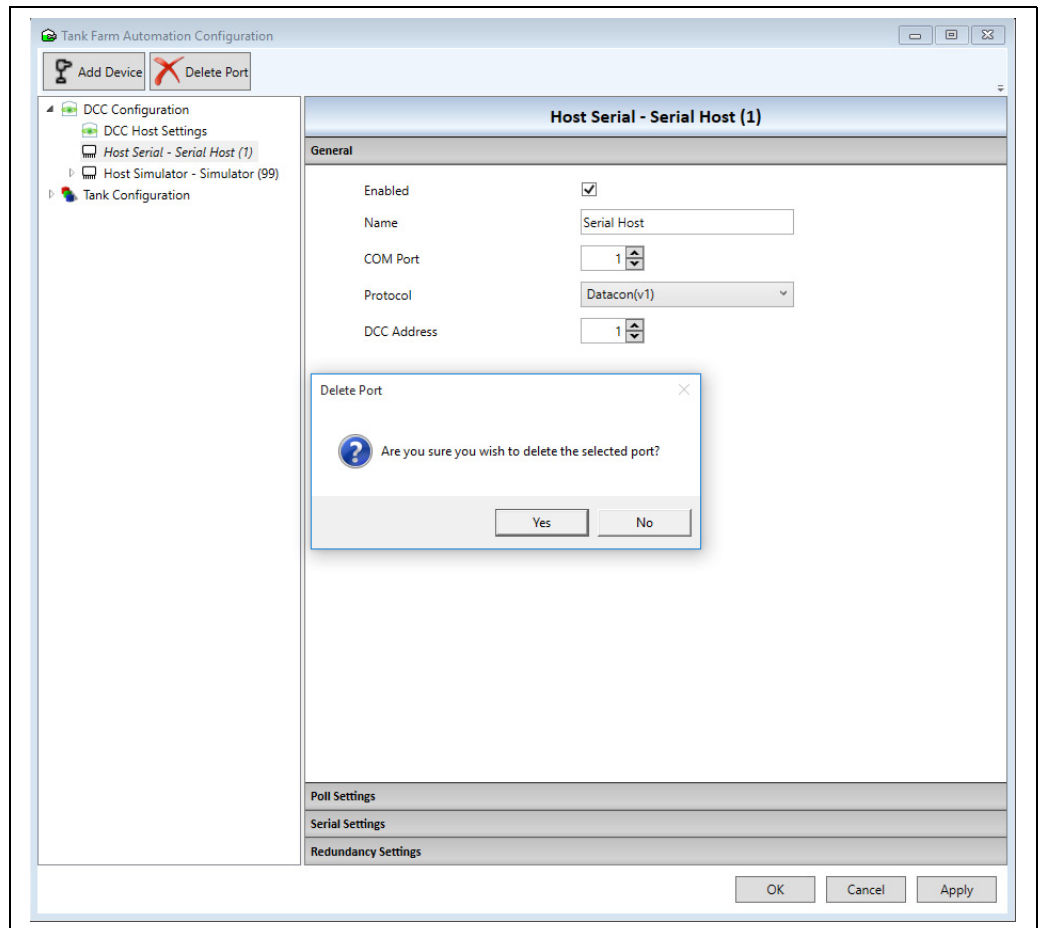 Tank Farm Automation Configuration
Add Device Delete Port
DCC Configuration
DCC Host Settings
Host Serial - Serial Host (1)
Host Simulator - Simulator (99)
Tank Configuration
Host Serial - Serial Host (1)
General
Enabled
Name Serial Host
COM Port 1
Protocol Datacon(v1)
DCC Address 1
Delete Port
Are you sure you wish to delete the selected port?
Yes No
Poll Settings
Serial Settings
Redundancy Settings
OK Cancel Apply